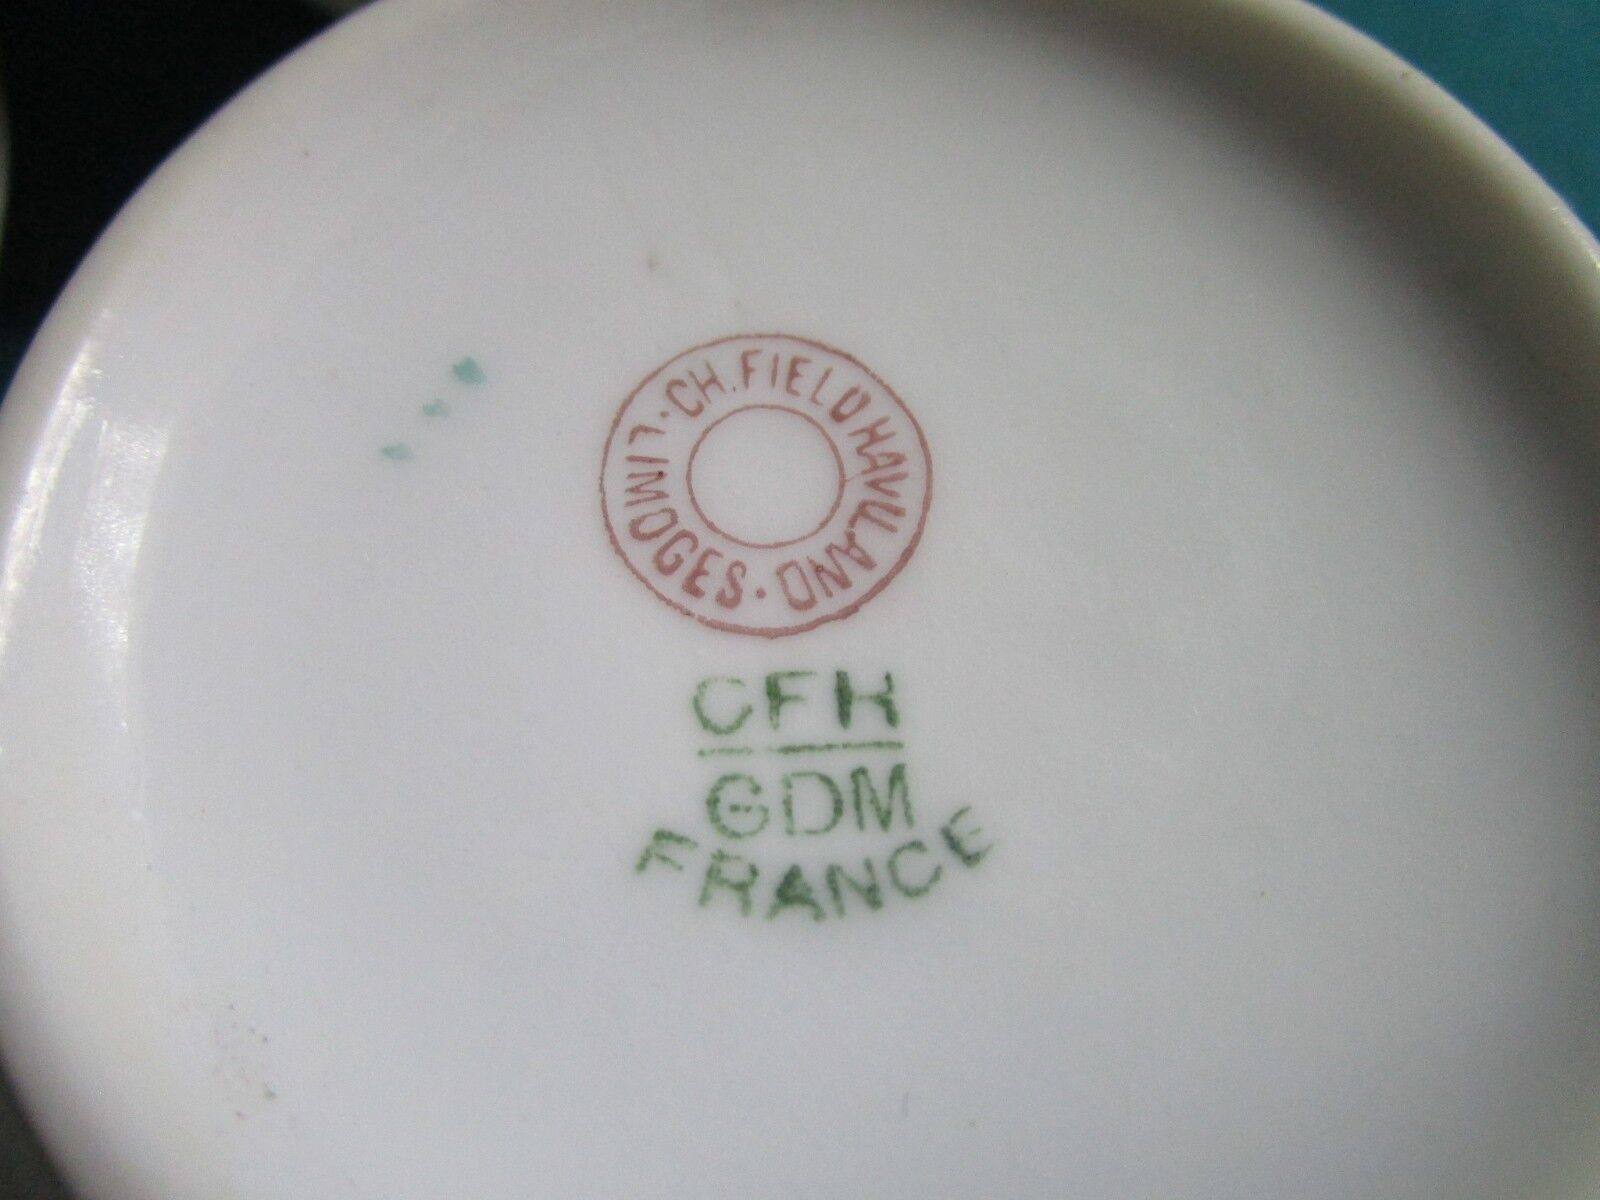 CH. FIELD HAVILAND · LIMOGES ·
CFH
GDM
FRANCE